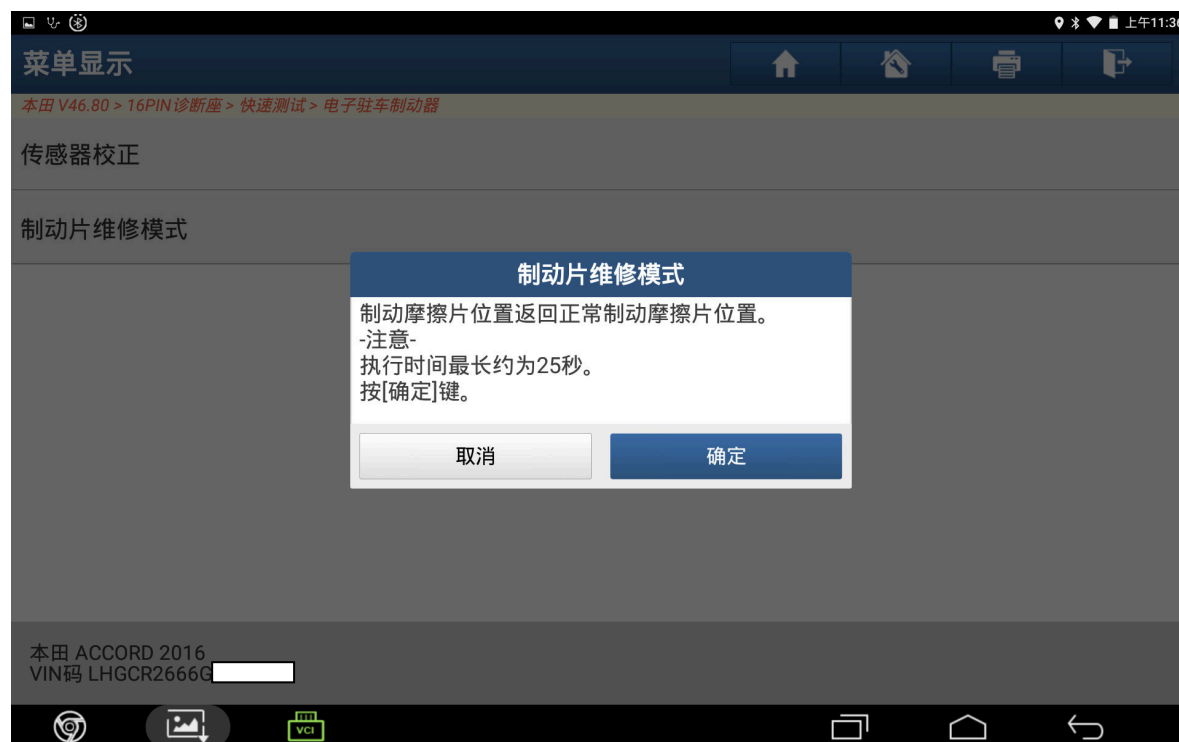 上午11:36
菜单显示
本田 V46.80 > 16PIN诊断座 > 快速测试 > 电子驻车制动器
传感器校正
制动片维修模式
制动片维修模式
制动摩擦片位置返回正常制动摩擦片位置。
-注意-
执行时间最长约为25秒。
按[确定]键。
取消
确定
本田 ACCORD 2016
VIN码 LHGCR2666G
VCI